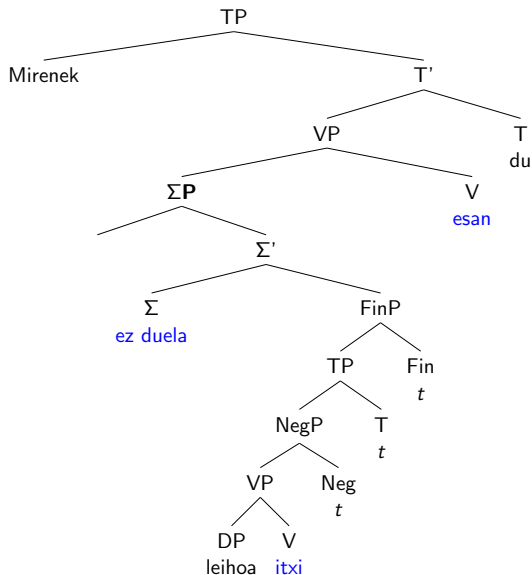 TP
Mirenek T'
VP T
du
ΣP V
esan
Σ'
Σ FinP
ez duela
TP Fin
t
NegP T
t
VP Neg
t
DP V
leihoa itxi